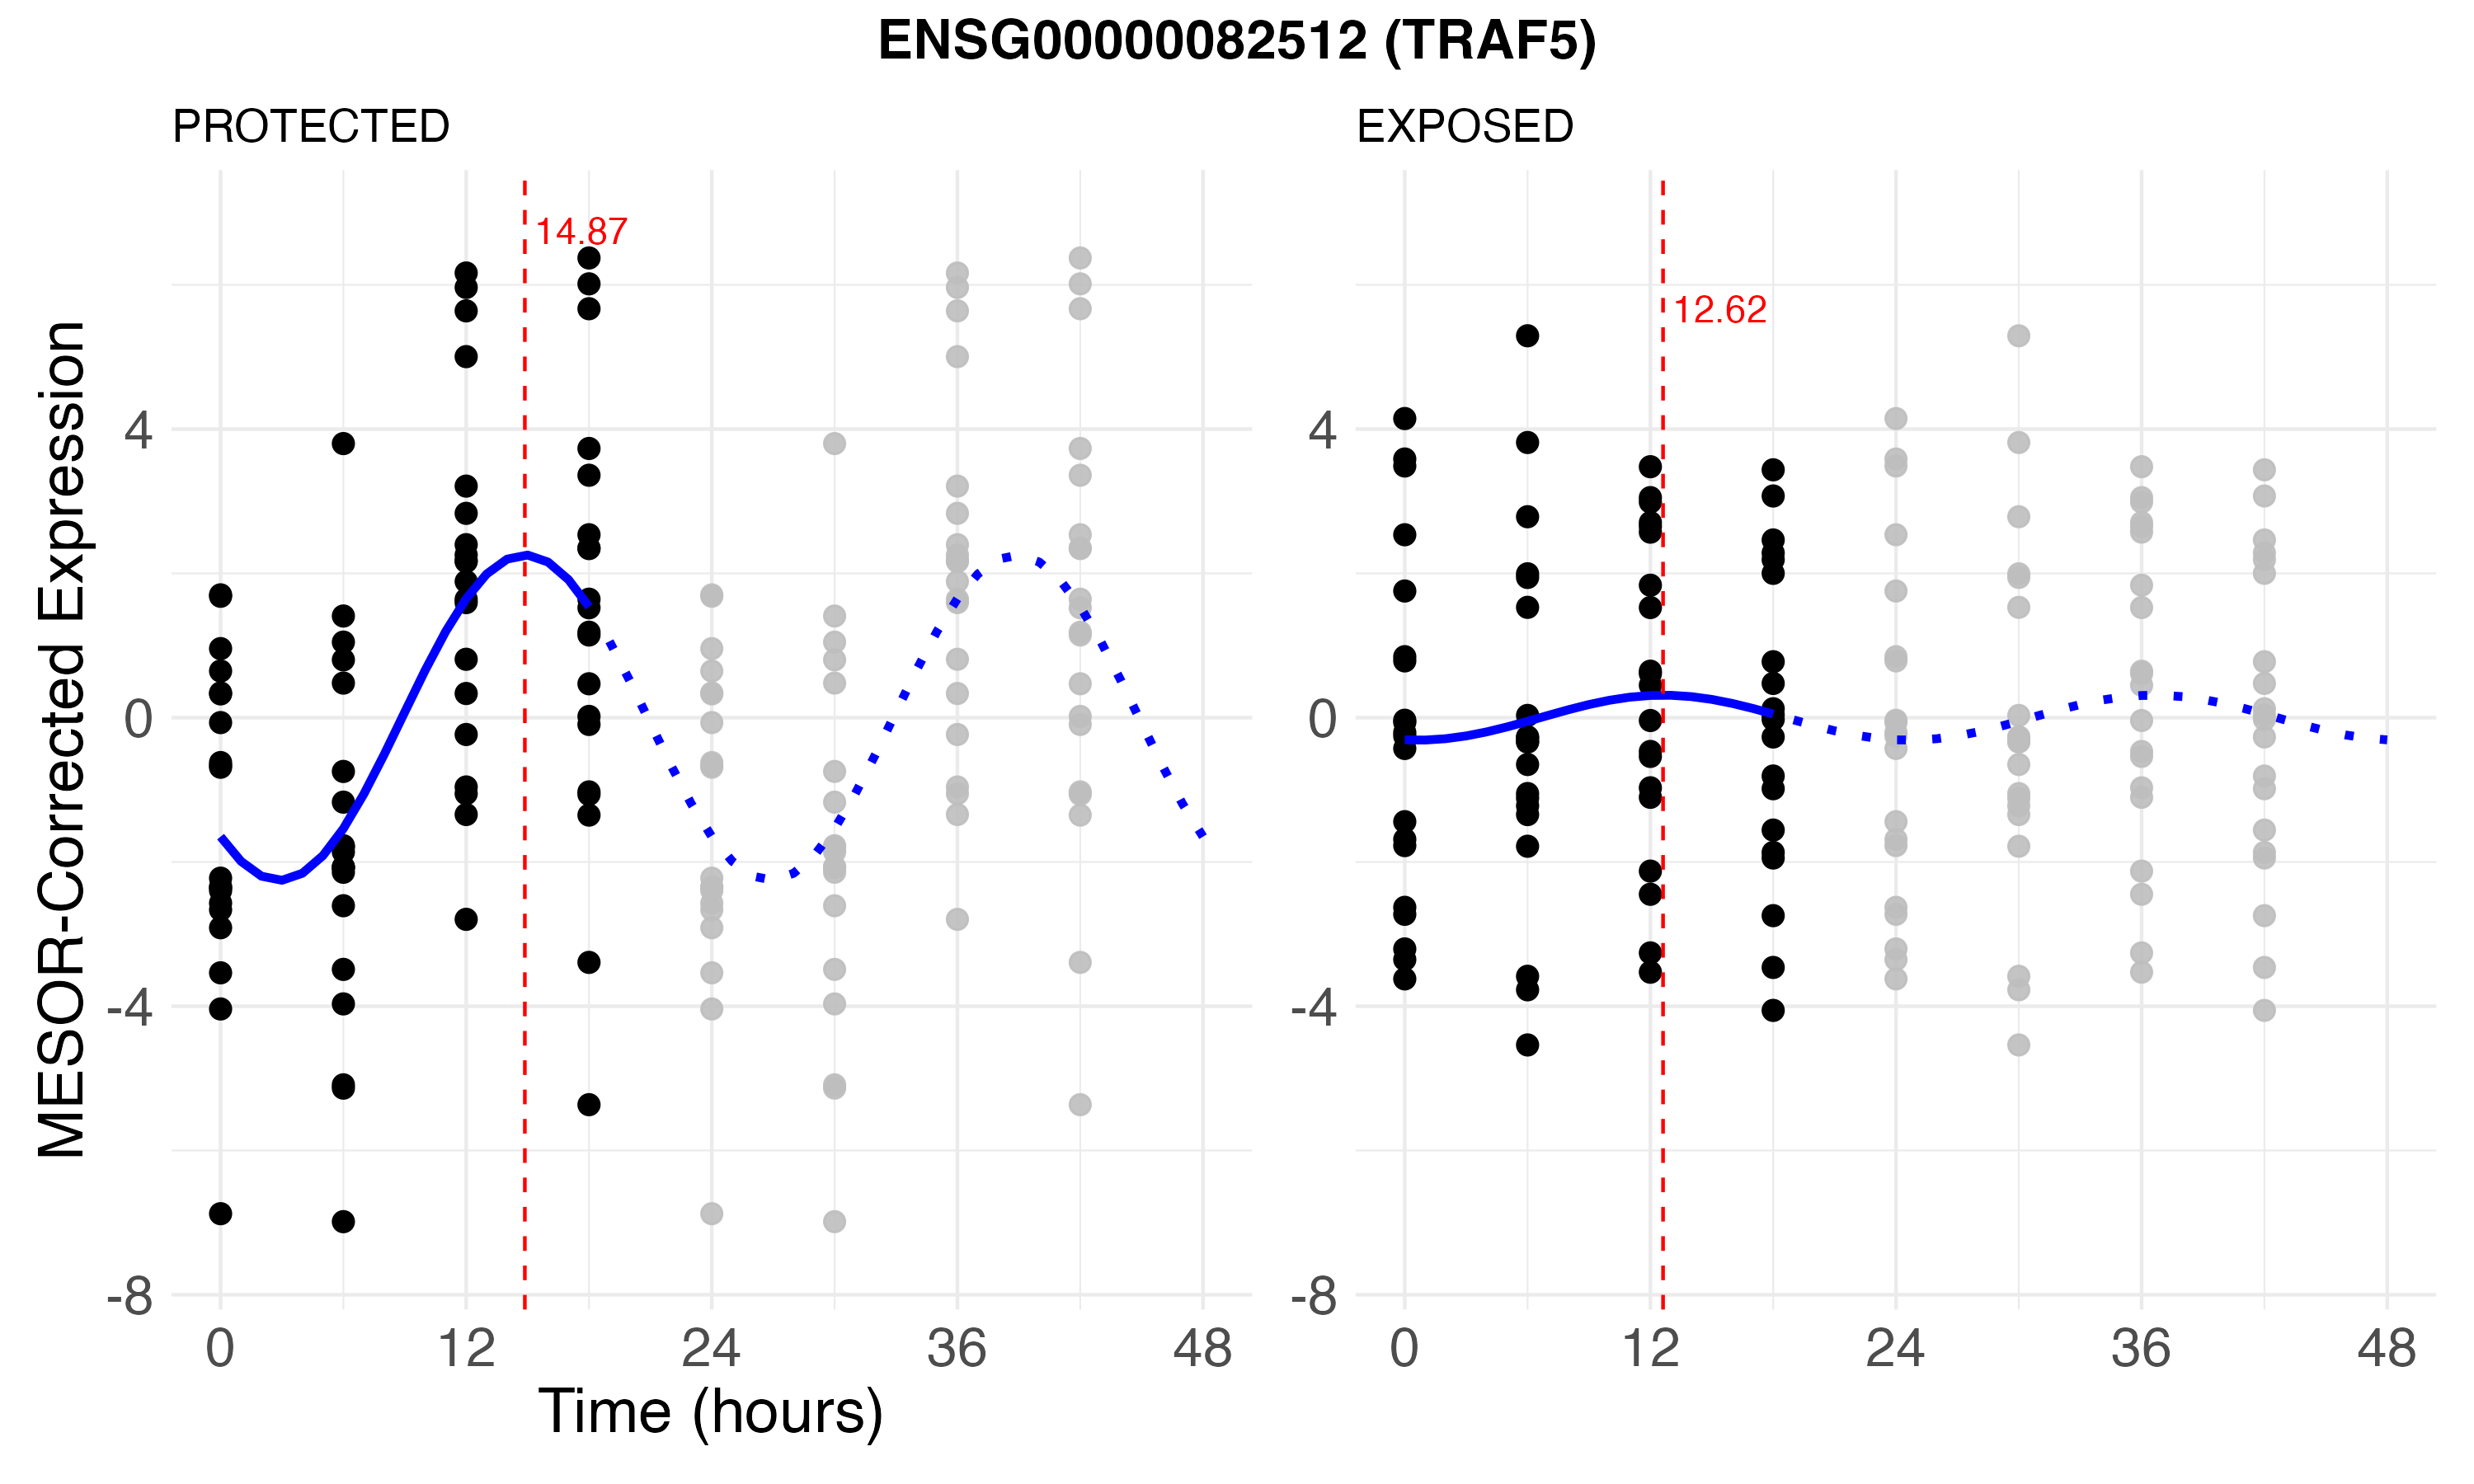 ENSG00000082512 (TRAF5)
PROTECTED
EXPOSED
MESOR-Corrected Expression
14.87
12.62
4
0
-4
-8
4
0
-4
-8
0 12 24 36 48
0 12 24 36 48
Time (hours)